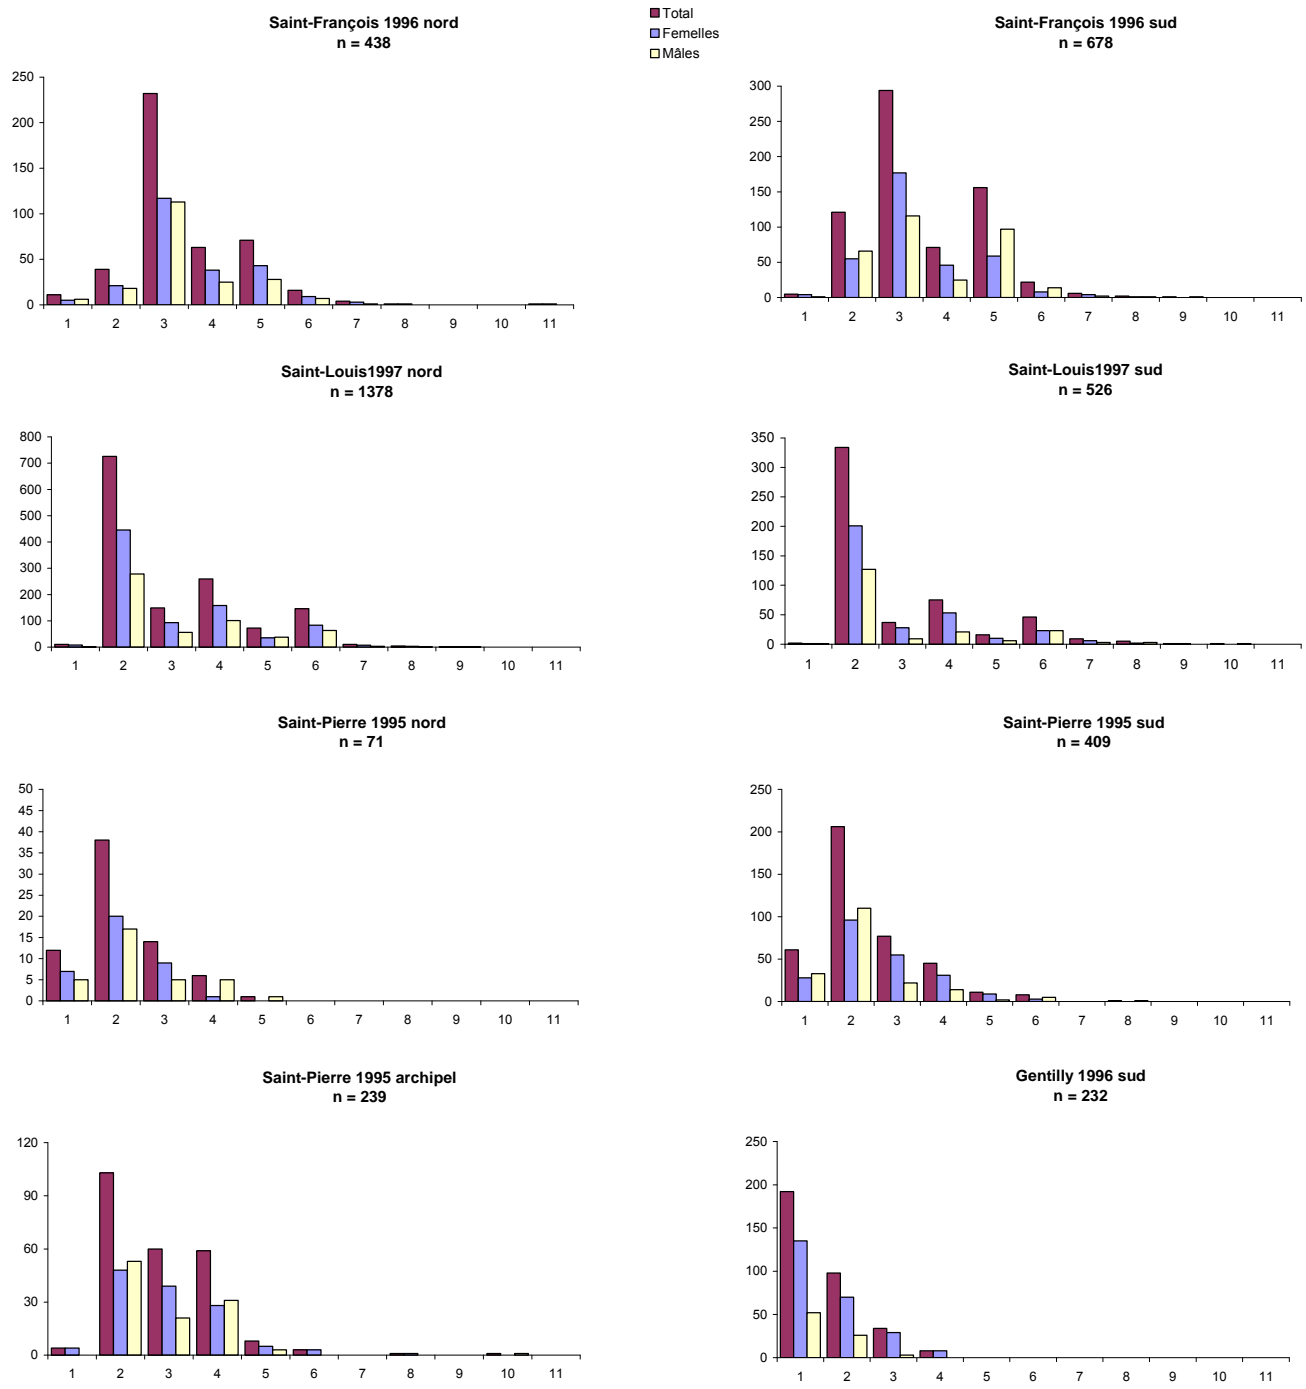 Saint-François 1996 nord
n = 438
Total
Femelles
Mâles
Saint-François 1996 sud
n = 678
250
200
150
100
50
0
1 2 3 4 5 6 7 8 9 10 11
300
250
200
150
100
50
0
1 2 3 4 5 6 7 8 9 10 11
Saint-Louis1997 nord
n = 1378
800
700
600
500
400
300
200
100
0
1 2 3 4 5 6 7 8 9 10 11
Saint-Louis1997 sud
n = 526
350
300
250
200
150
100
50
0
1 2 3 4 5 6 7 8 9 10 11
Saint-Pierre 1995 nord
n = 71
50
45
40
35
30
25
20
15
10
5
0
1 2 3 4 5 6 7 8 9 10 11
Saint-Pierre 1995 sud
n = 409
250
200
150
100
50
0
1 2 3 4 5 6 7 8 9 10 11
Saint-Pierre 1995 archipel
n = 239
120
90
60
30
0
1 2 3 4 5 6 7 8 9 10 11
Gentilly 1996 sud
n = 232
250
200
150
100
50
0
1 2 3 4 5 6 7 8 9 10 11